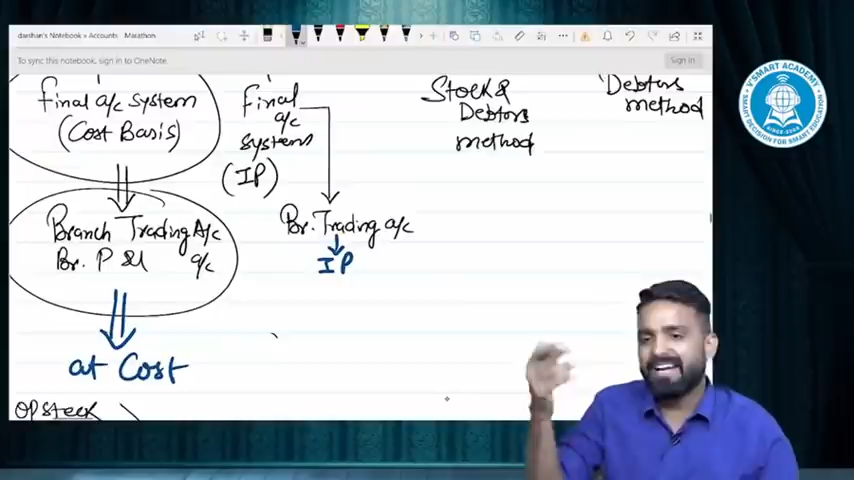 darshan's Notebook » Accounts Marathon
To sync this notebook, sign in to OneNote.
Sign in
Final a/c system
(Cost Basis)
Final
a/c
systems
(IP)
Stock &
Debtors
method
Debtors
method
Branch Trading A/c
Br. P &L a/c
Br. Trading a/c
IP
at Cost
OP Stock
V'SMART ACADEMY
SINCE-2008
SMART DECISION FOR SMART EDUCATION